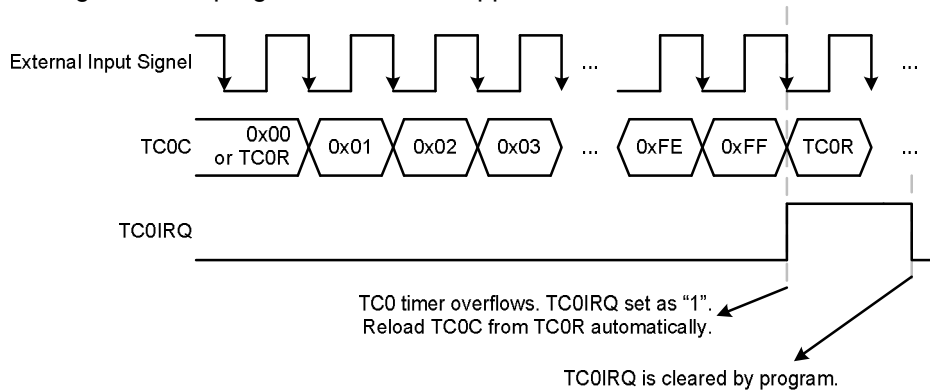 External Input Signel
...
...
TC0C
0x00
or TC0R
0x01
0x02
0x03
...
0xFE
0xFF
TC0R
...
TC0IRQ
TC0 timer overflows. TC0IRQ set as “1”.
Reload TC0C from TC0R automatically.
TC0IRQ is cleared by program.